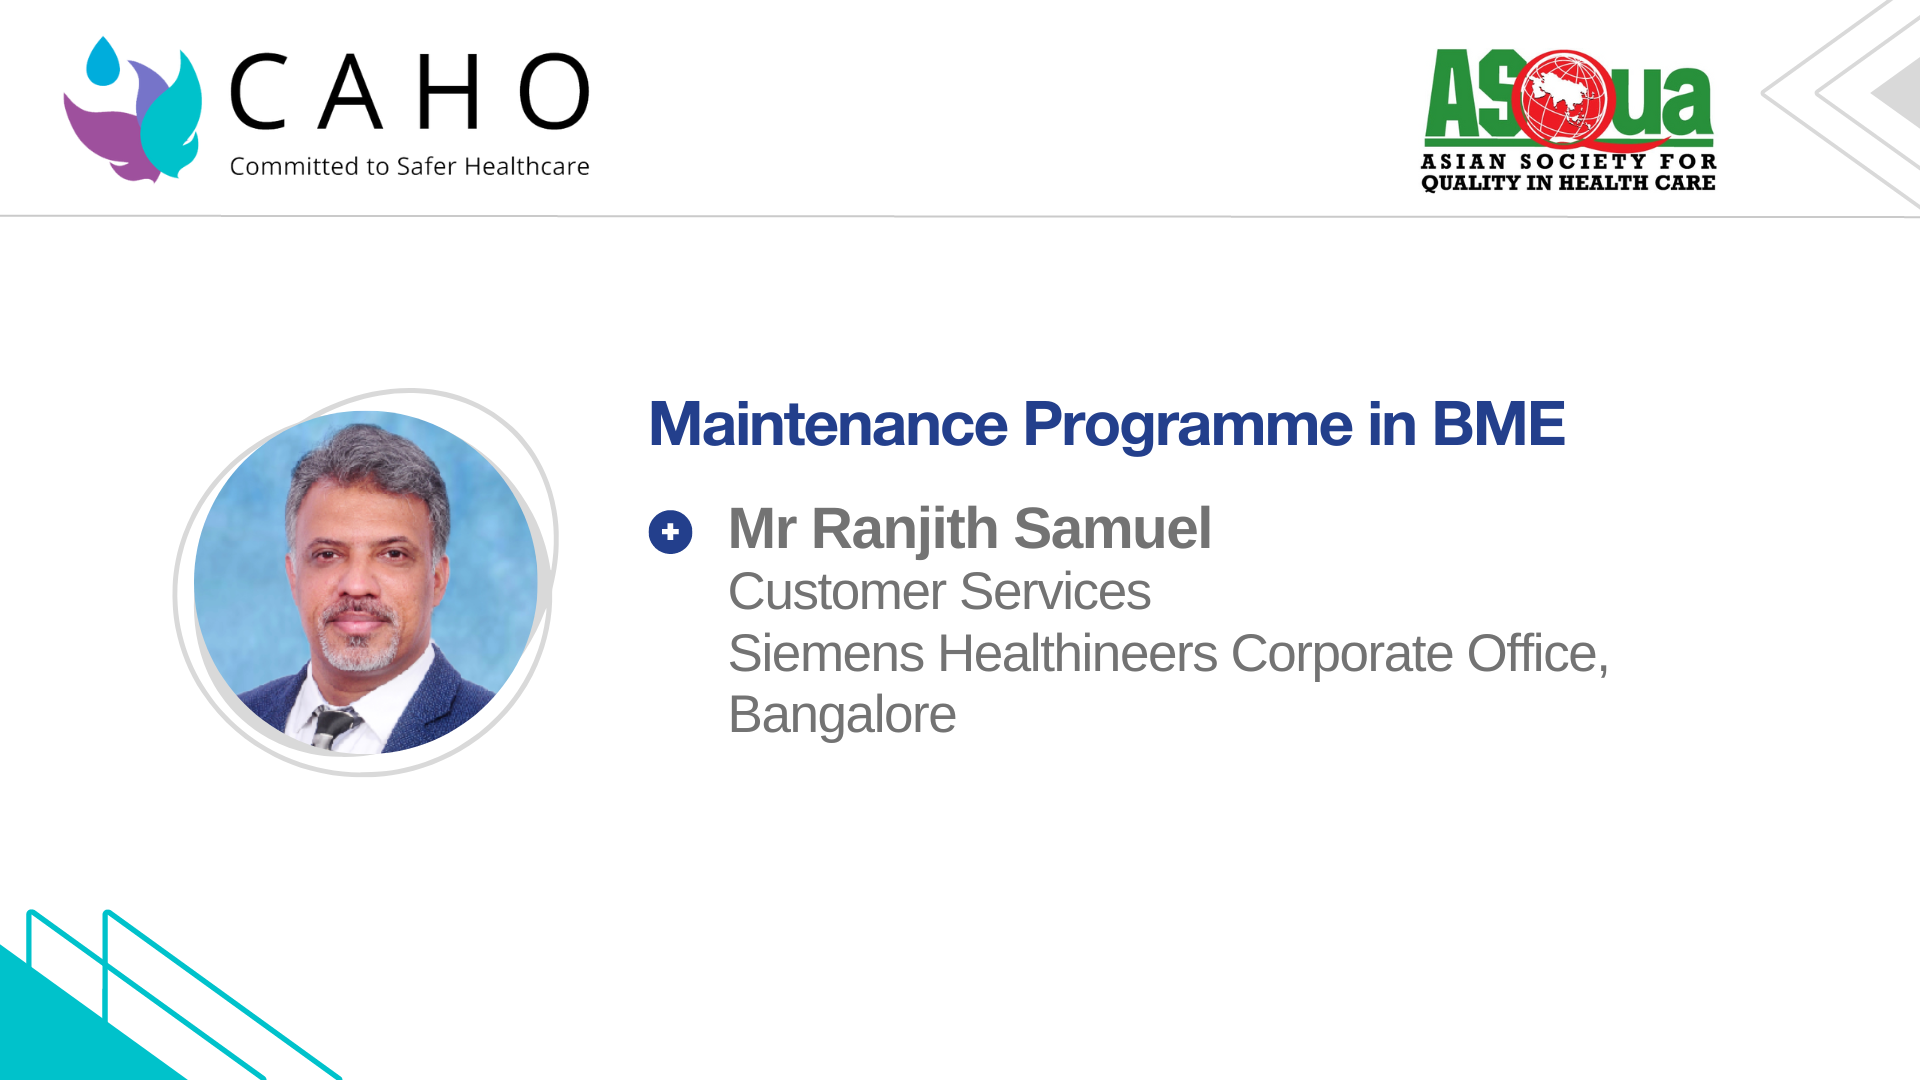 CAHO
Committed to Safer Healthcare
ASQua
ASIAN SOCIETY FOR
QUALITY IN HEALTH CARE
Maintenance Programme in BME
Mr Ranjith Samuel
Customer Services
Siemens Healthineers Corporate Office,
Bangalore